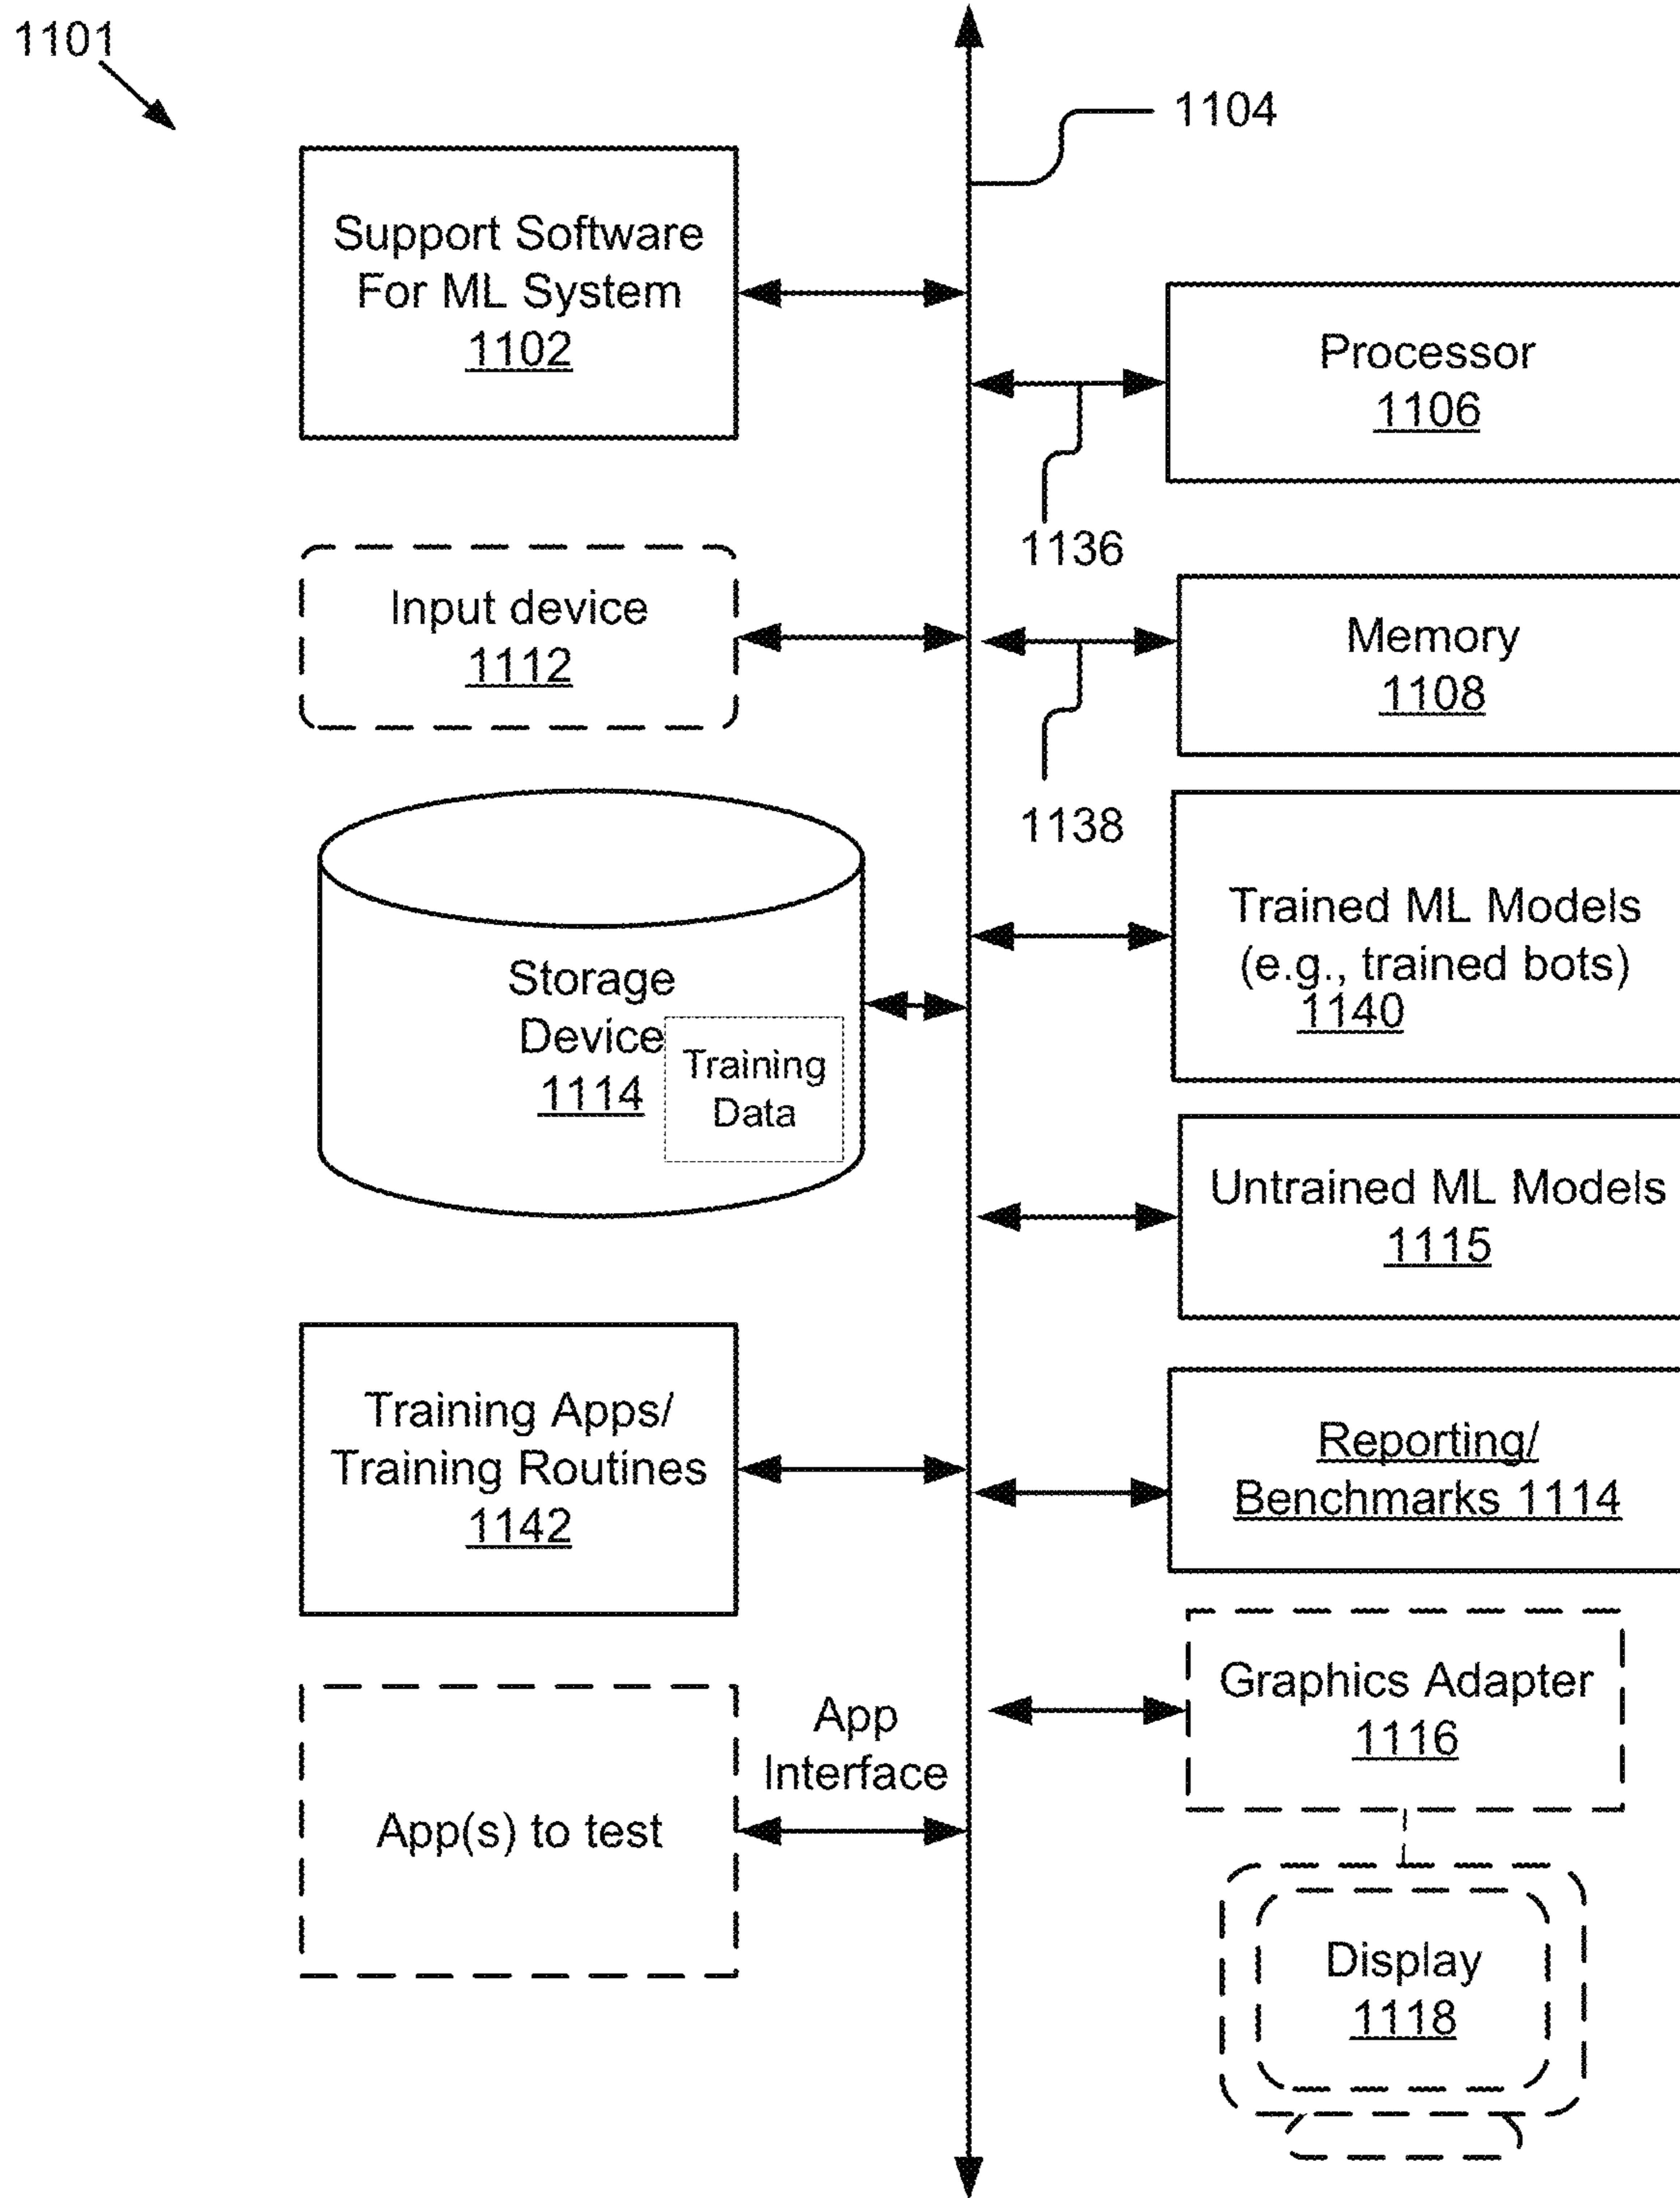 1101
1104
Support Software
For ML System
1102
Processor
1106
1136
Input device
1112
Memory
1108
1138
Storage
Device
1114
Training
Data
Trained ML Models
(e.g., trained bots)
1140
Untrained ML Models
1115
Training Apps/
Training Routines
1142
Reporting/
Benchmarks 1114
App
Interface
App(s) to test
Graphics Adapter
1116
Display
1118